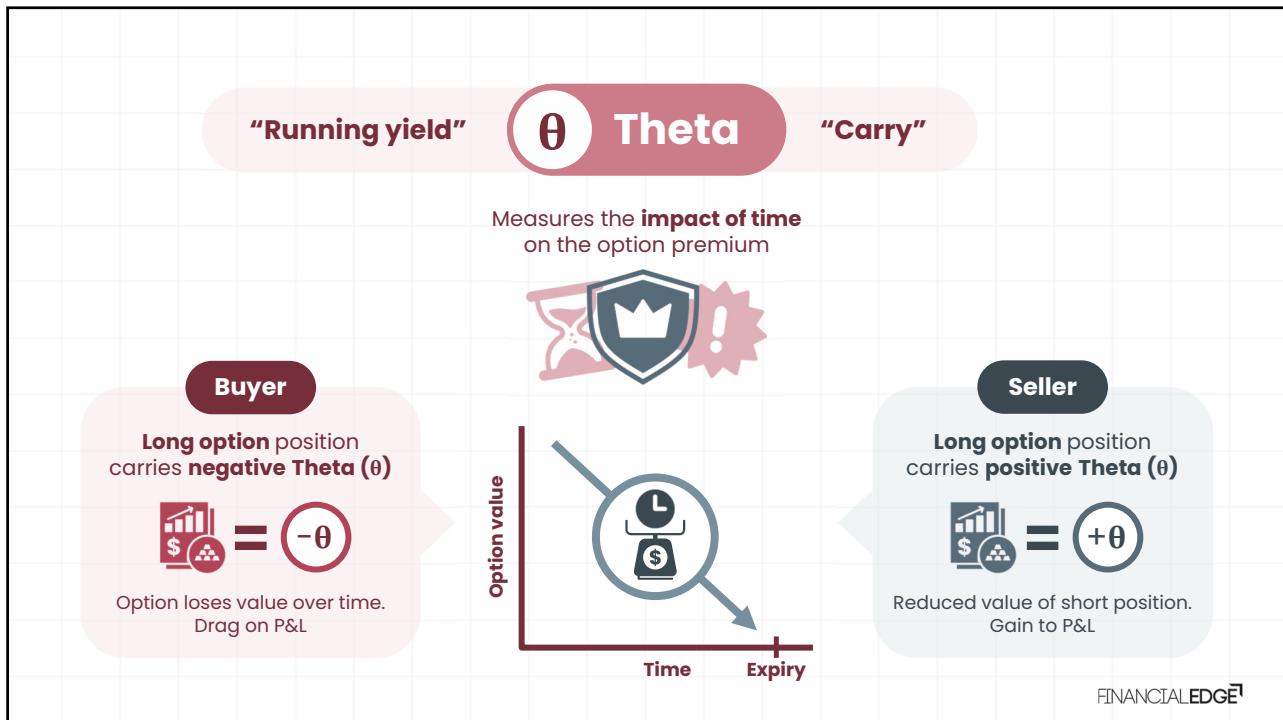 “Running yield”
θ Theta
“Carry”
Measures the impact of time
on the option premium
Buyer
Long option position
carries negative Theta (θ)
$ = -θ
Option loses value over time.
Drag on P&L
Option value
$
Time
Expiry
Seller
Long option position
carries positive Theta (θ)
$ = +θ
Reduced value of short position.
Gain to P&L
FINANCIALEDGE